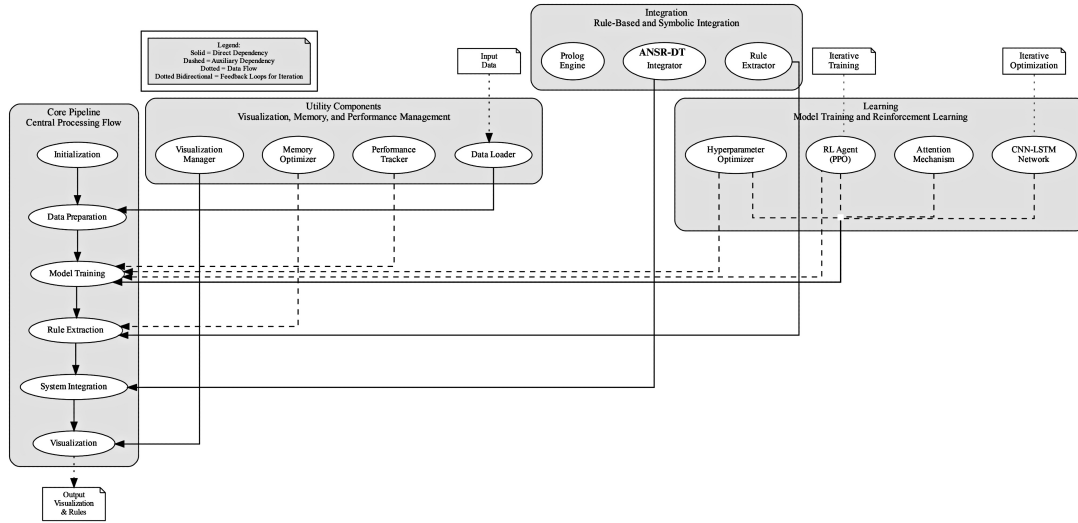 Integration
Rule-Based and Symbolic Integration
Prolog
Engine
ANSR-DT
Integrator
Rule
Extractor
Legend:
Solid = Direct Dependency
Dashed = Auxiliary Dependency
Dotted = Data Flow
Dotted Bidirectional = Feedback Loops for Iteration
Input
Data
Iterative
Training
Iterative
Optimization
Core Pipeline
Central Processing Flow
Initialization
Data Preparation
Model Training
Rule Extraction
System Integration
Visualization
Utility Components
Visualization, Memory, and Performance Management
Visualization
Manager
Memory
Optimizer
Performance
Tracker
Data Loader
Learning
Model Training and Reinforcement Learning
Hyperparameter
Optimizer
RL Agent
(PPO)
Attention
Mechanism
CNN-LSTM
Network
Output
Visualization
& Rules